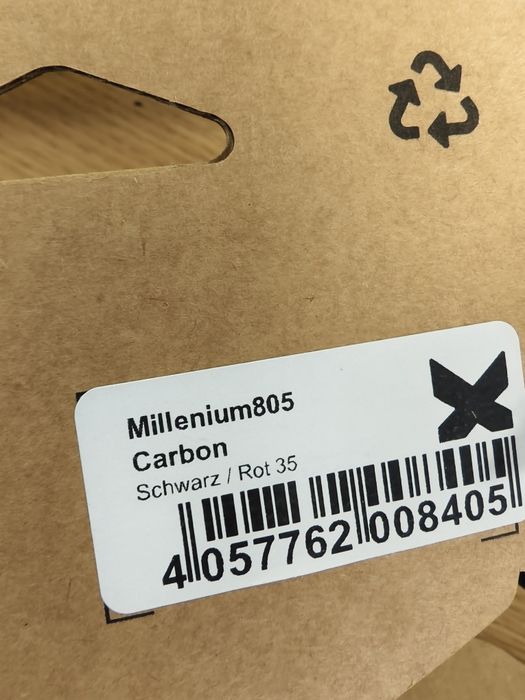 Millenium805
Carbon
Schwarz / Rot 35
4 057762 008405